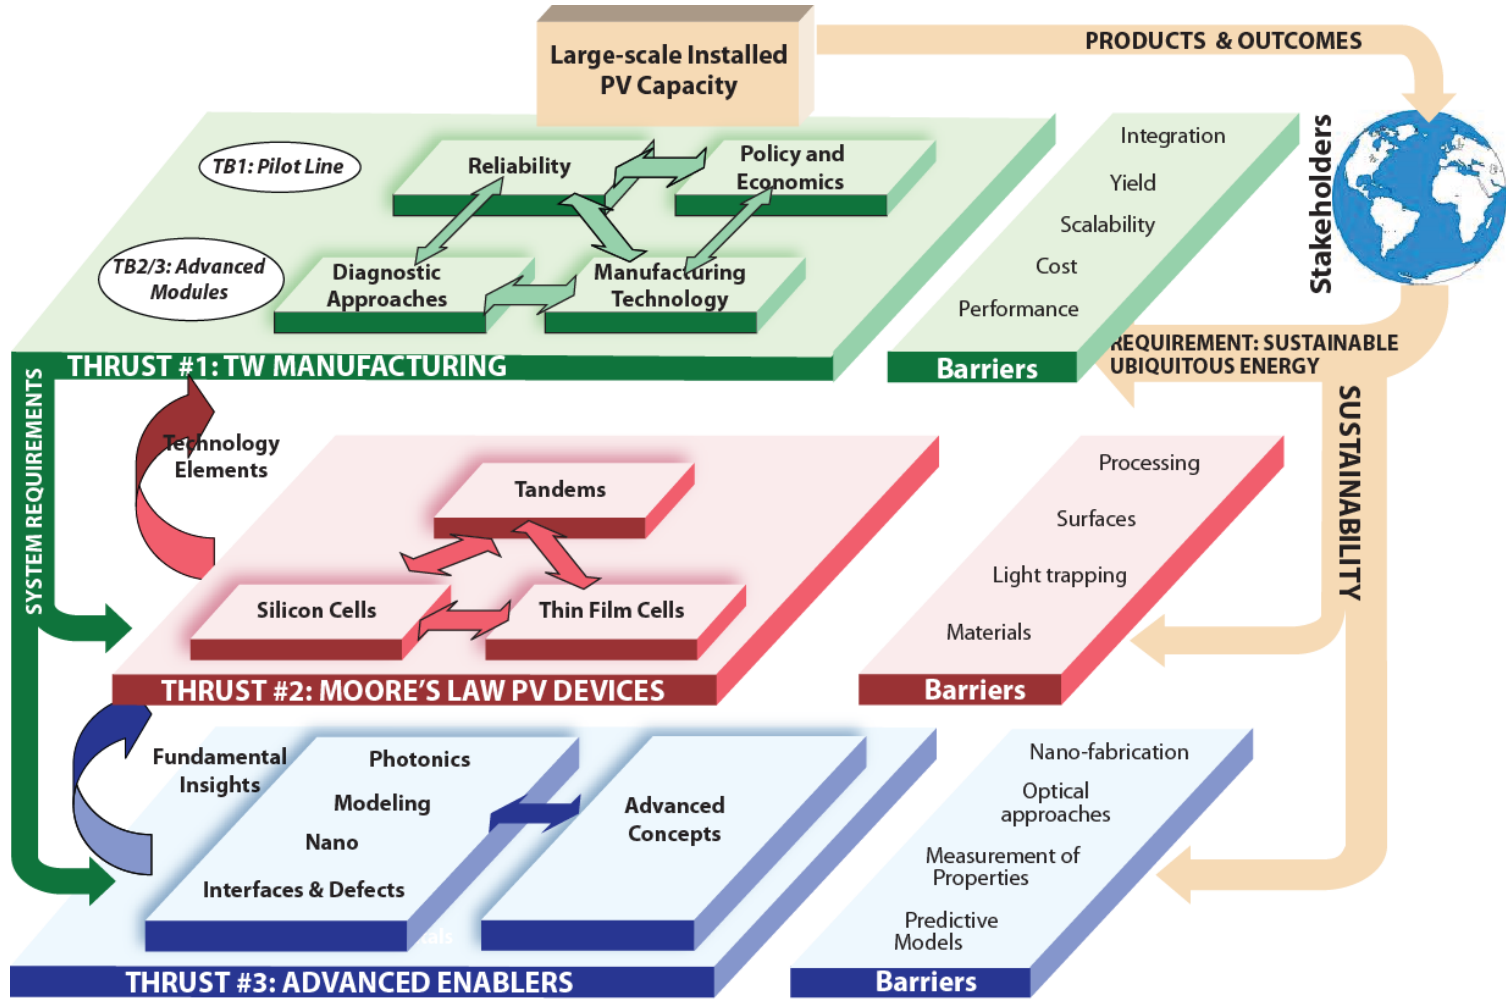 Large-scale Installed
PV Capacity
PRODUCTS & OUTCOMES
Stakeholders
TB1: Pilot Line
Reliability
Policy and
Economics
TB2/3: Advanced
Modules
Diagnostic
Approaches
Manufacturing
Technology
THRUST #1: TW MANUFACTURING
Integration
Yield
Scalability
Cost
Performance
Barriers
REQUIREMENT: SUSTAINABLE
UBIQUITOUS ENERGY
SUSTAINABILITY
SYSTEM REQUIREMENTS
Technology
Elements
Tandems
Silicon Cells
Thin Film Cells
THRUST #2: MOORE'S LAW PV DEVICES
Processing
Surfaces
Light trapping
Materials
Barriers
Fundamental
Insights
Photonics
Modeling
Nano
Interfaces & Defects
Advanced
Concepts
THRUST #3: ADVANCED ENABLERS
Nano-fabrication
Optical
approaches
Measurement of
Properties
Predictive
Models
Barriers